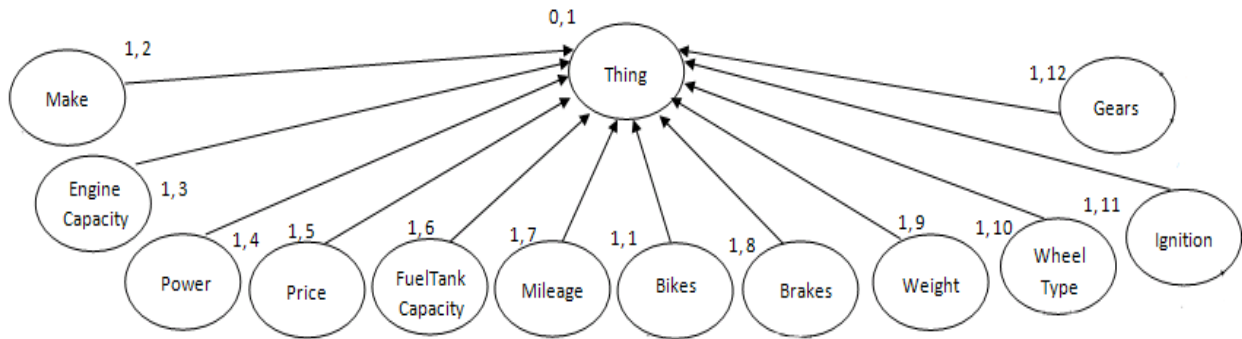 0, 1
Thing
1, 2
Make
1, 12
Gears
Engine
Capacity
1, 3
Power
1, 4
Price
1, 5
FuelTank
Capacity
1, 6
Mileage
1, 7
Bikes
1, 1
Brakes
1, 8
Weight
1, 9
Wheel
Type
1, 10
Ignition
1, 11